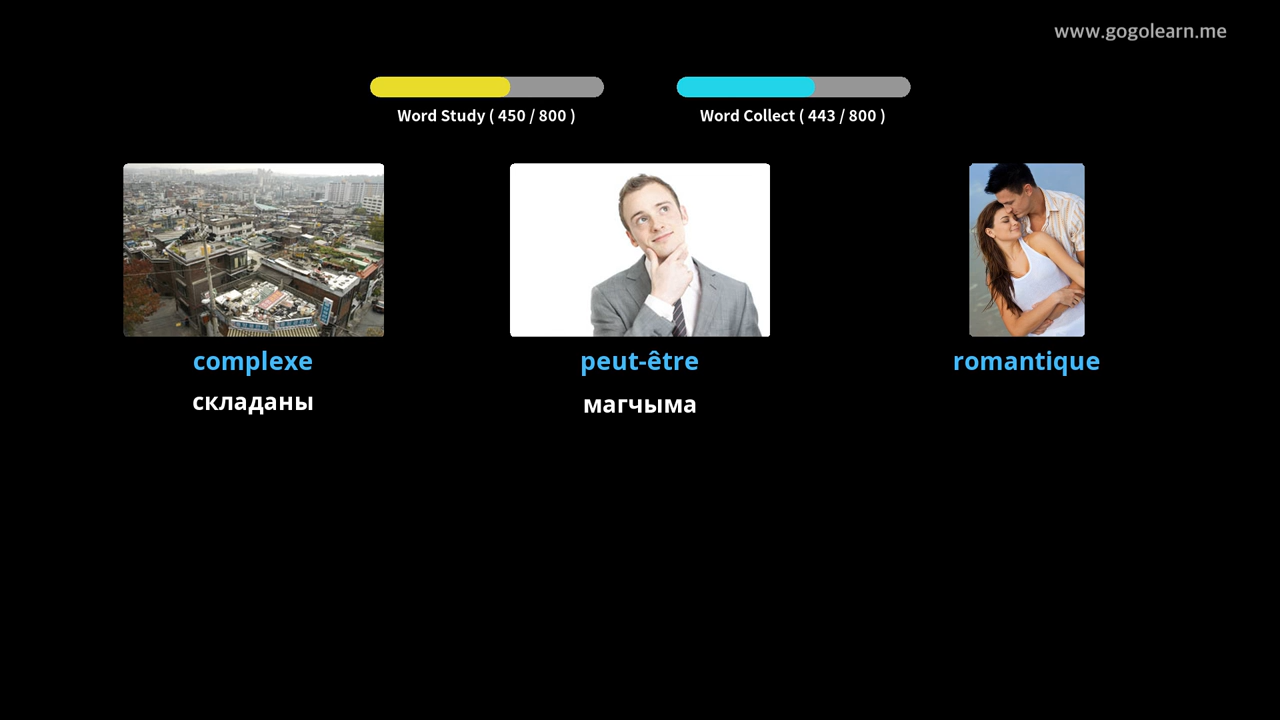 www.gogolearn.me
Word Study ( 450 / 800 )
Word Collect ( 443 / 800 )
complexe
складаны
peut-être
магчыма
romantique